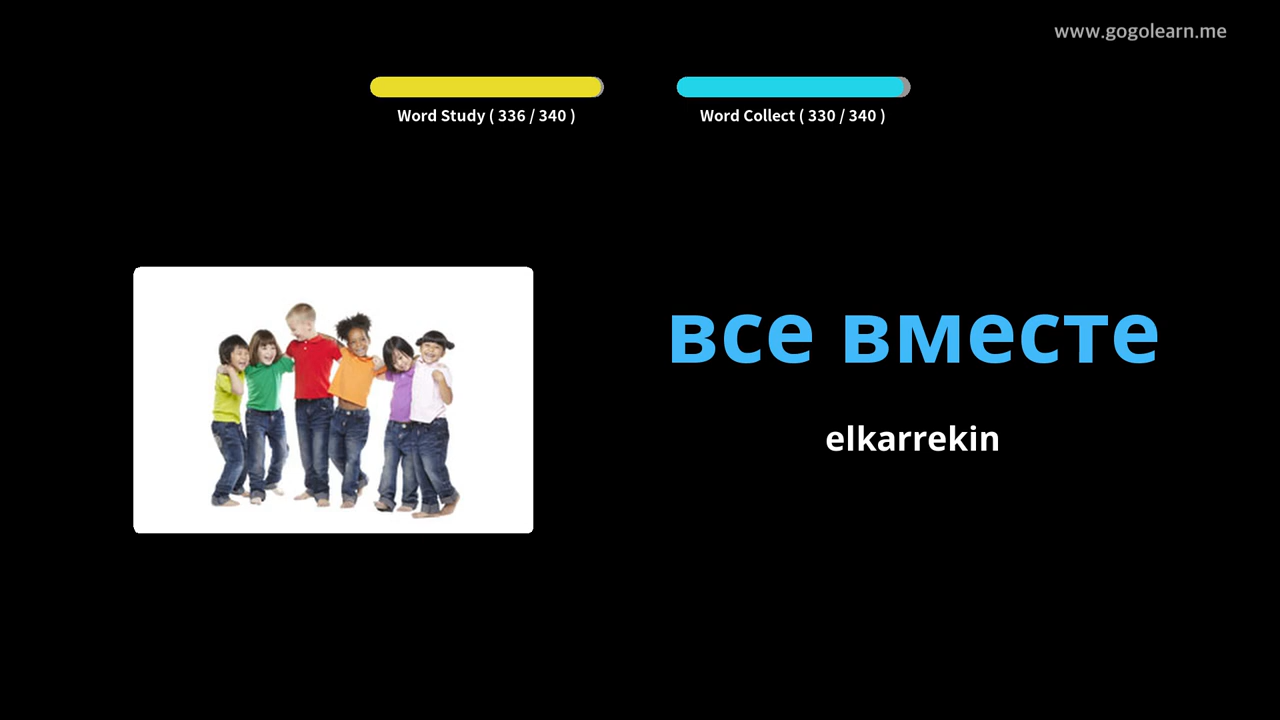 www.gogolearn.me
Word Study ( 336 / 340 )
Word Collect ( 330 / 340 )
все вместе
elkarrekin